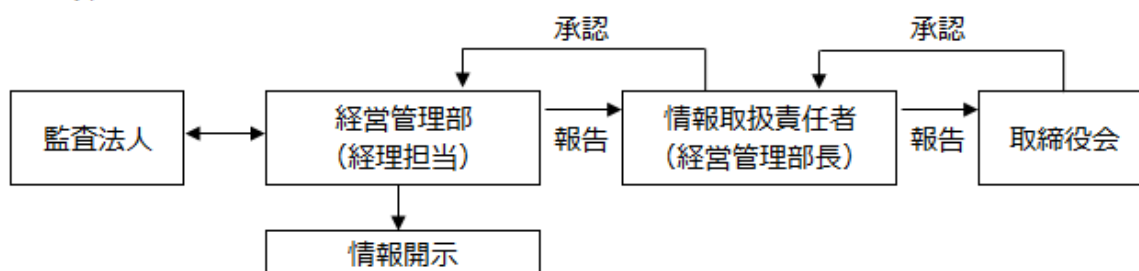 承認
承認
監査法人
経営管理部
（経理担当）
報告
情報取扱責任者
（経営管理部長）
報告
取締役会
情報開示